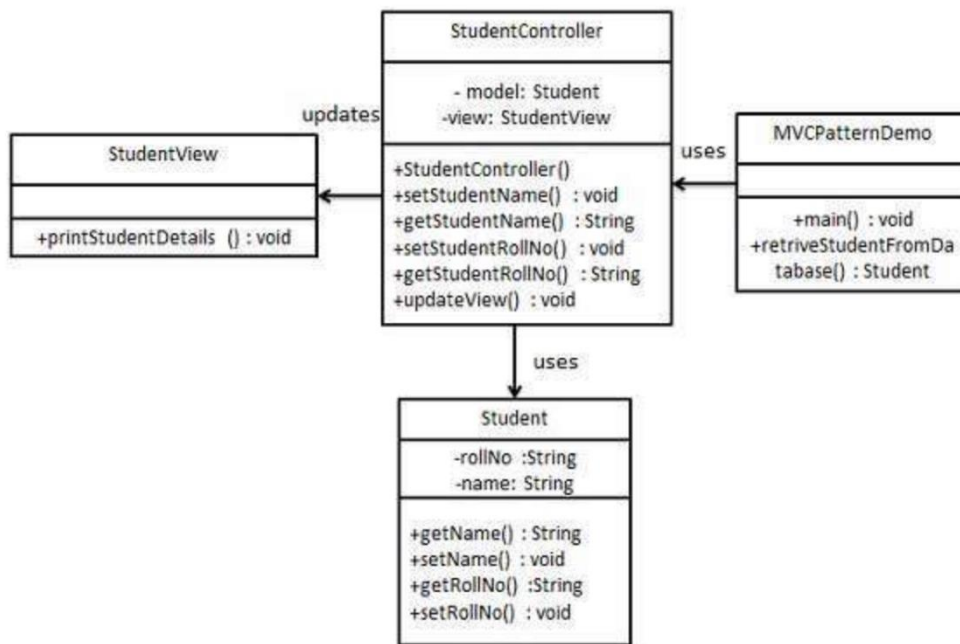 StudentController
- model: Student
-view: StudentView
+StudentController()
+setStudentName() : void
+getStudentName() : String
+setStudentRollNo() : void
+getStudentRollNo() : String
+updateView() : void
updates
StudentView
+printStudentDetails () : void
uses
MVCPatternDemo
+main() : void
+retriveStudentFromDa
tabase() : Student
uses
Student
-rollNo :String
-name: String
+getName() : String
+setName() : void
+getRollNo() :String
+setRollNo() : void